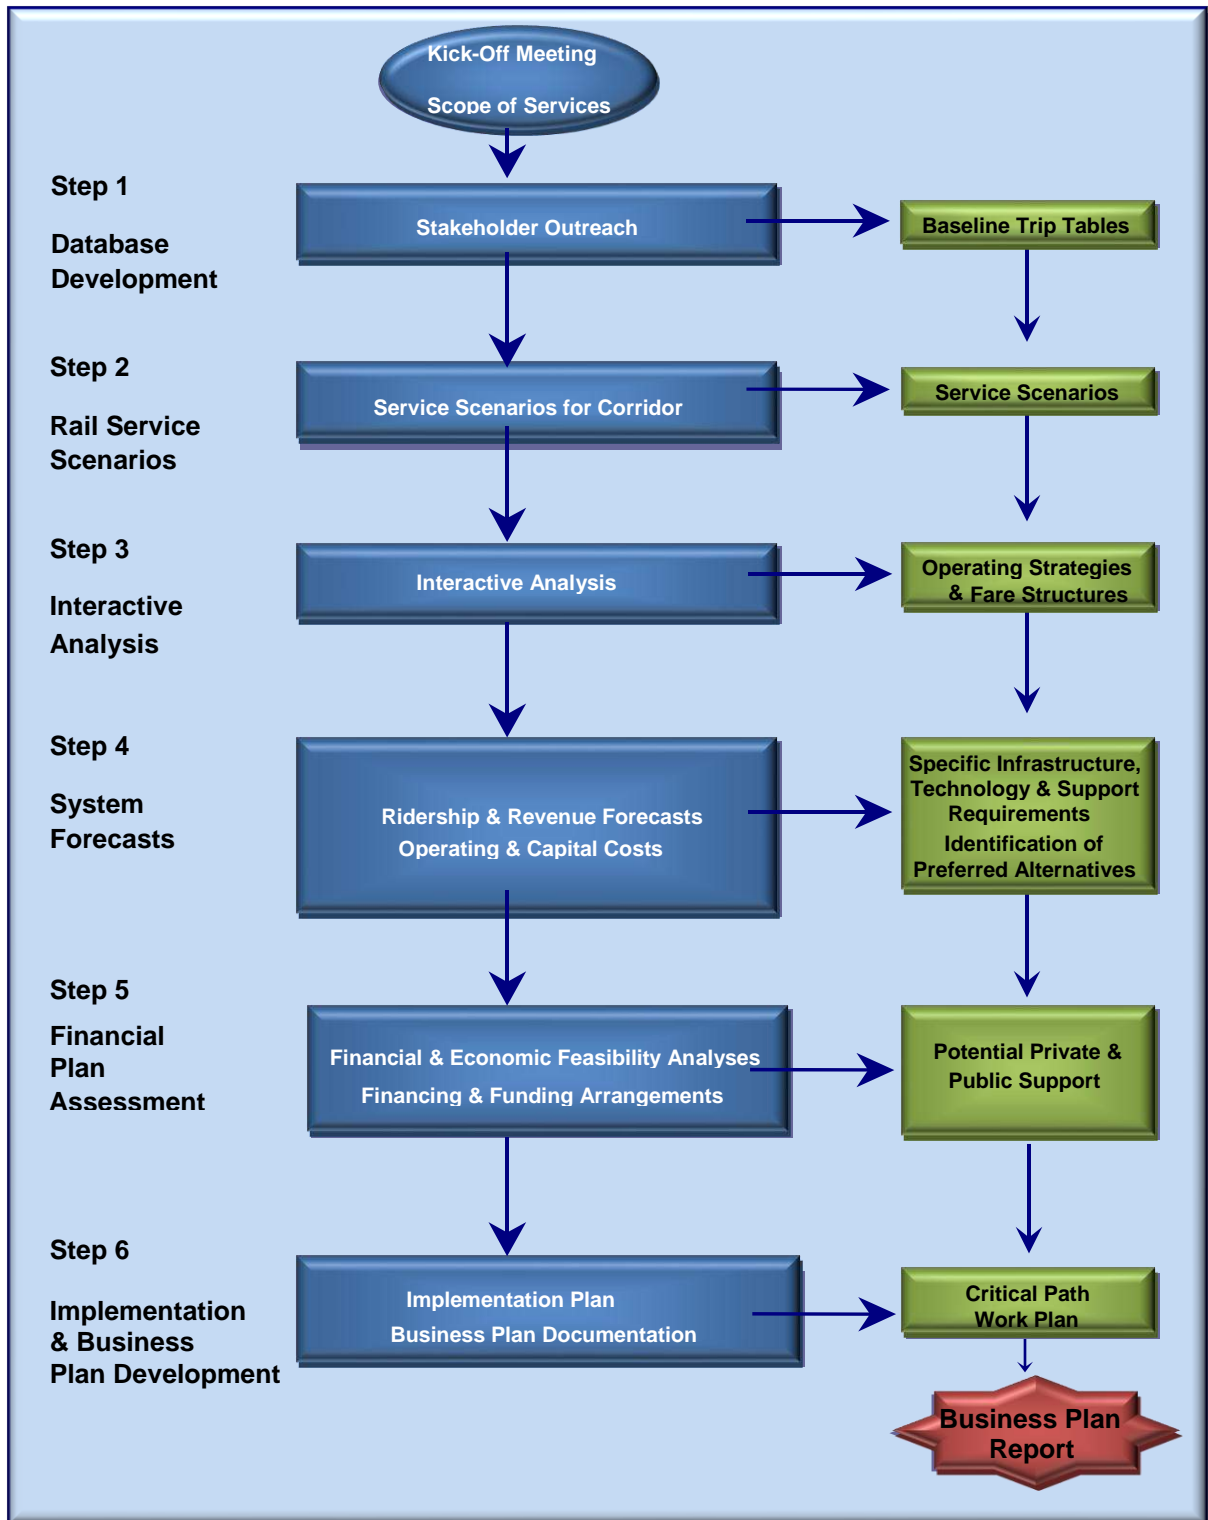 Kick-Off Meeting
Scope of Services
Step 1
Database
Development
Stakeholder Outreach
Baseline Trip Tables
Step 2
Rail Service
Scenarios
Service Scenarios for Corridor
Service Scenarios
Step 3
Interactive
Analysis
Interactive Analysis
Operating Strategies
& Fare Structures
Step 4
System
Forecasts
Ridership & Revenue Forecasts
Operating & Capital Costs
Specific Infrastructure,
Technology & Support
Requirements
Identification of
Preferred Alternatives
Step 5
Financial
Plan
Assessment
Financial & Economic Feasibility Analyses
Financing & Funding Arrangements
Potential Private &
Public Support
Step 6
Implementation
& Business
Plan Development
Implementation Plan
Business Plan Documentation
Critical Path
Work Plan
Business Plan
Report